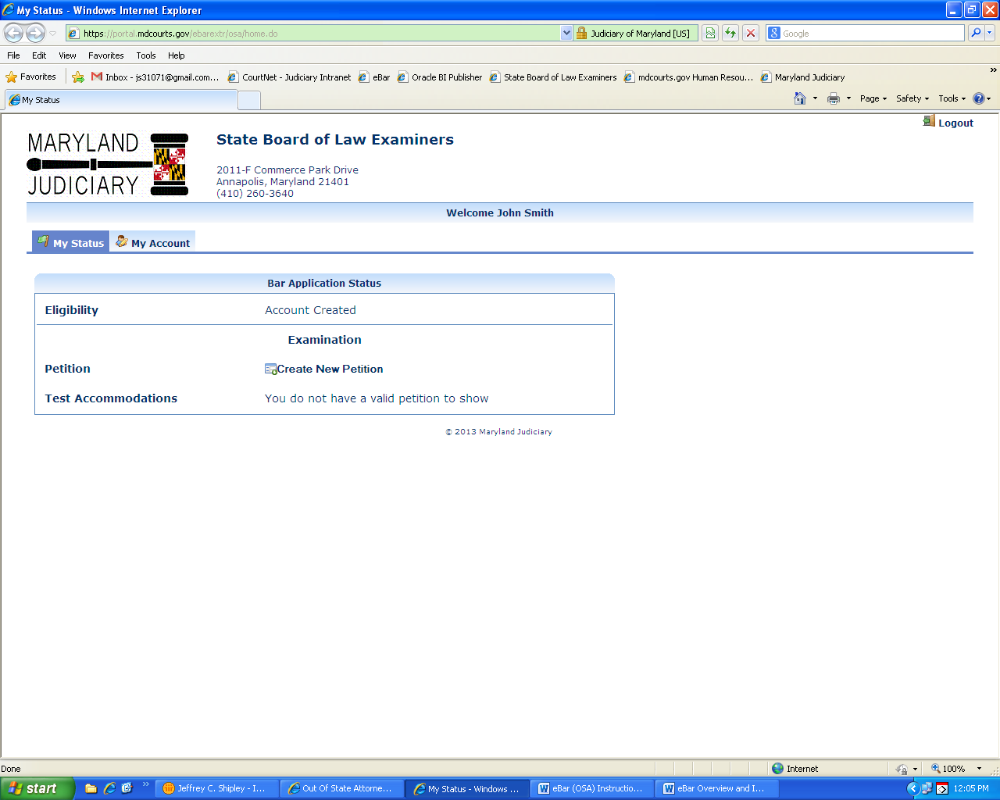 My Status - Windows Internet Explorer
https://portal.mdcourts.gov/ebarextr/osa/home.do
Judiciary of Maryland [US]
Google
File Edit View Favorites Tools Help
Favorites Inbox - js31071@gmail.com... CourtNet - Judiciary Intranet eBar Oracle BI Publisher State Board of Law Examiners mdcourts.gov Human Resou... Maryland Judiciary »
My Status Page Safety Tools
Logout
MARYLAND
JUDICIARY
State Board of Law Examiners
2011-F Commerce Park Drive
Annapolis, Maryland 21401
(410) 260-3640
Welcome John Smith
My Status My Account
Bar Application Status
Eligibility Account Created
Examination
Petition Create New Petition
Test Accommodations You do not have a valid petition to show
© 2013 Maryland Judiciary
Done Internet 100%
start » Jeffrey C. Shipley - I... Out Of State Attorne... My Status - Windows ... eBar (OSA) Instructio... eBar Overview and I... 12:05 PM